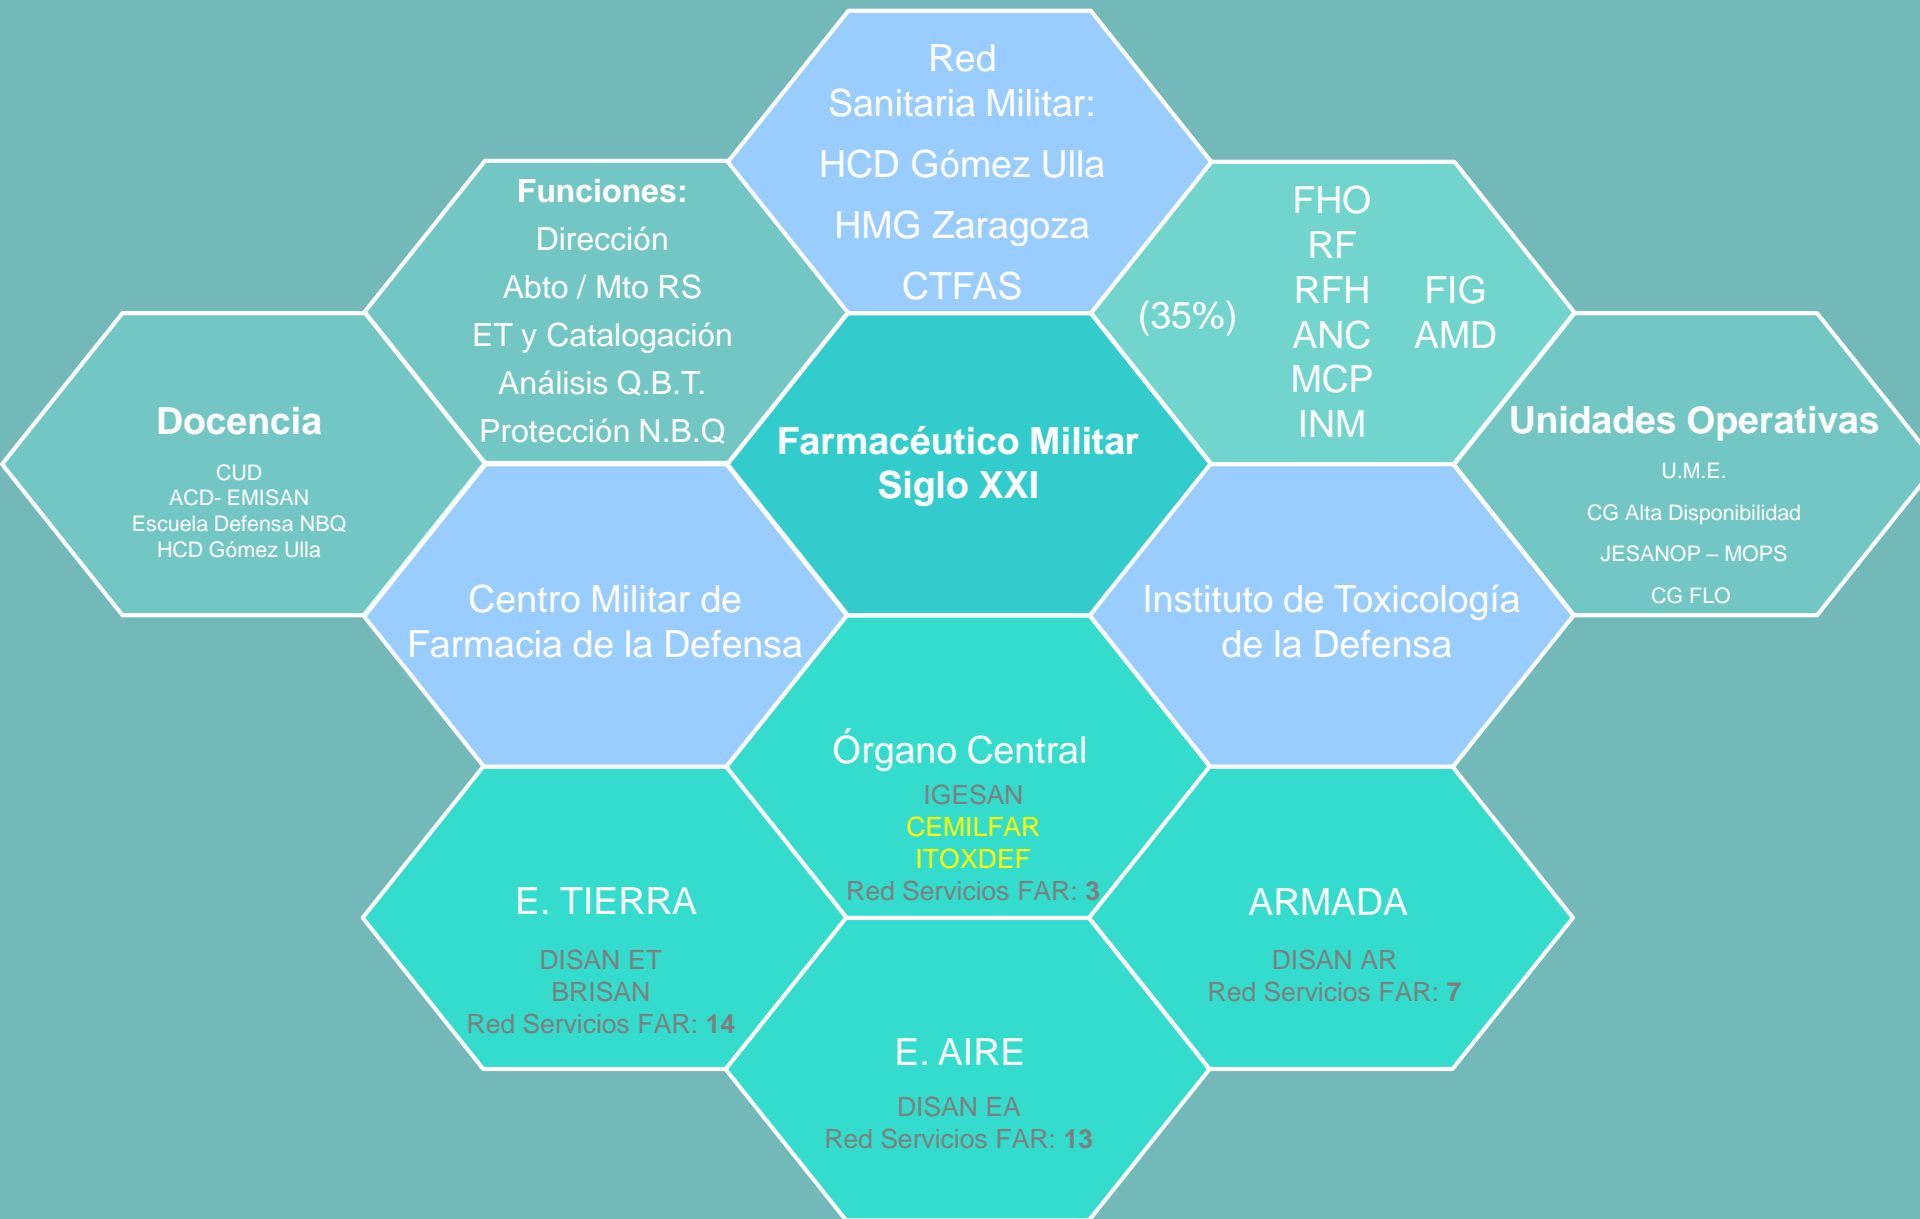 Red
Sanitaria Militar:
HCD Gómez Ulla
HMG Zaragoza
CTFAS
Funciones:
Dirección
Abto / Mto RS
ET y Catalogación
Análisis Q.B.T.
Protección N.B.Q
(35%)
FHO
RF
RFH
ANC
MCP
INM
FIG
AMD
Docencia
CUD
ACD- EMISAN
Escuela Defensa NBQ
HCD Gómez Ulla
Farmacéutico Militar
Siglo XXI
Unidades Operativas
U.M.E.
CG Alta Disponibilidad
JESANOP – MOPS
CG FLO
Centro Militar de
Farmacia de la Defensa
Instituto de Toxicología
de la Defensa
Órgano Central
IGESAN
CEMILFAR
ITOXDEF
Red Servicios FAR: 3
E. TIERRA
DISAN ET
BRISAN
Red Servicios FAR: 14
ARMADA
DISAN AR
Red Servicios FAR: 7
E. AIRE
DISAN EA
Red Servicios FAR: 13